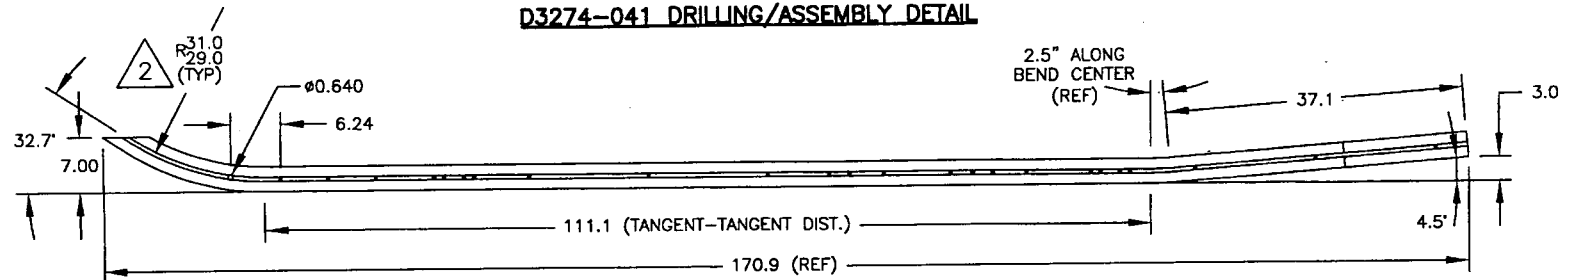 D3274-041 DRILLING/ASSEMBLY DETAIL
2
R31.0
29.0
(TYP)
ø0.640
6.24
2.5" ALONG
BEND CENTER
(REF)
37.1
3.0
32.7°
7.00
111.1 (TANGENT-TANGENT DIST.)
4.5°
170.9 (REF)